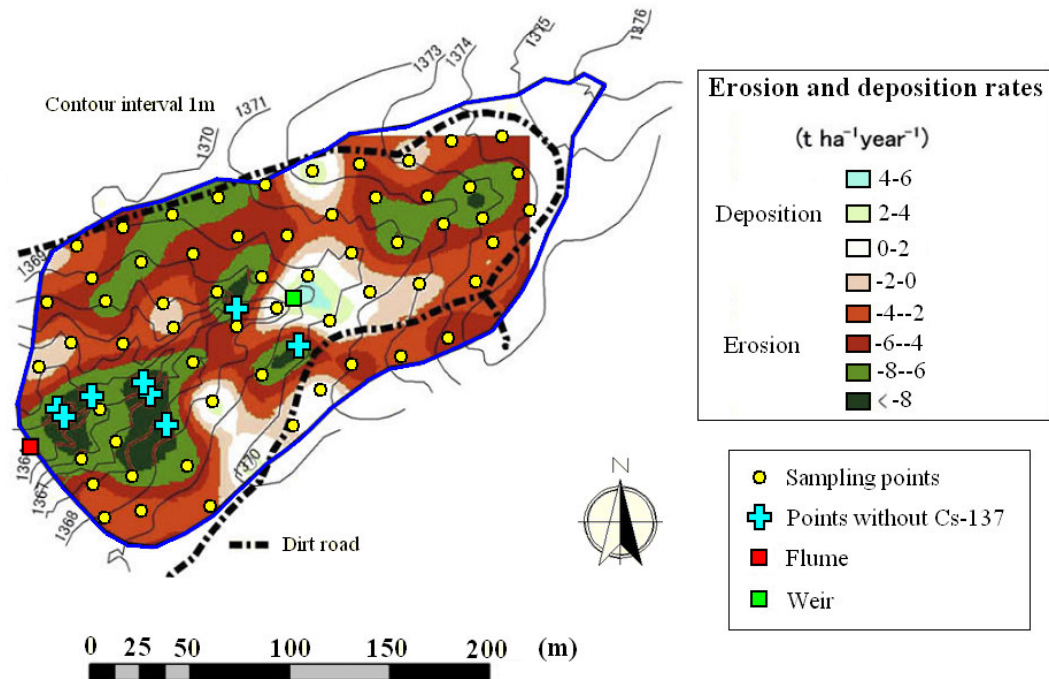 1376
1375
1374
1373
1371
1370
Contour interval 1m
1369
1370
1367
1368
Dirt road
N
0 25 50 100 150 200 (m)
Erosion and deposition rates
(t ha⁻¹year⁻¹)
4-6
Deposition 2-4
0-2
-2-0
-4--2
Erosion -6--4
-8--6
< -8
Sampling points
Points without Cs-137
Flume
Weir